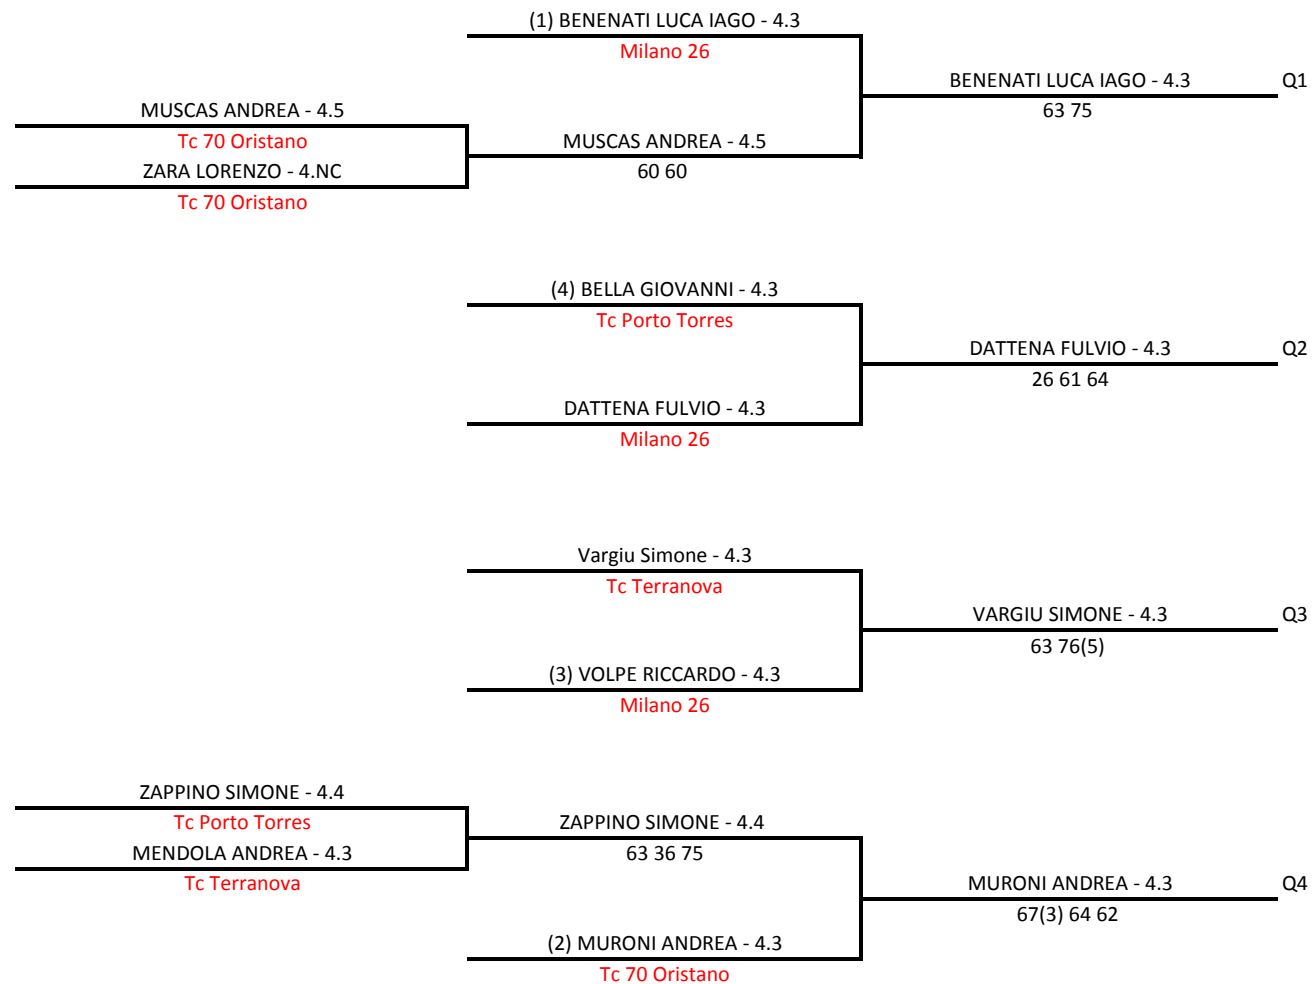 (1) BENENATI LUCA IAGO - 4.3
Milano 26
BENENATI LUCA IAGO - 4.3 Q1
63 75
MUSCAS ANDREA - 4.5
Tc 70 Oristano
MUSCAS ANDREA - 4.5
60 60
ZARA LORENZO - 4.NC
Tc 70 Oristano
(4) BELLA GIOVANNI - 4.3
Tc Porto Torres
DATTENA FULVIO - 4.3 Q2
26 61 64
DATTENA FULVIO - 4.3
Milano 26
Vargiu Simone - 4.3
Tc Terranova
VARGIU SIMONE - 4.3 Q3
63 76(5)
(3) VOLPE RICCARDO - 4.3
Milano 26
ZAPPINO SIMONE - 4.4
Tc Porto Torres
ZAPPINO SIMONE - 4.4
63 36 75
MENDOLA ANDREA - 4.3
Tc Terranova
MURONI ANDREA - 4.3 Q4
67(3) 64 62
(2) MURONI ANDREA - 4.3
Tc 70 Oristano